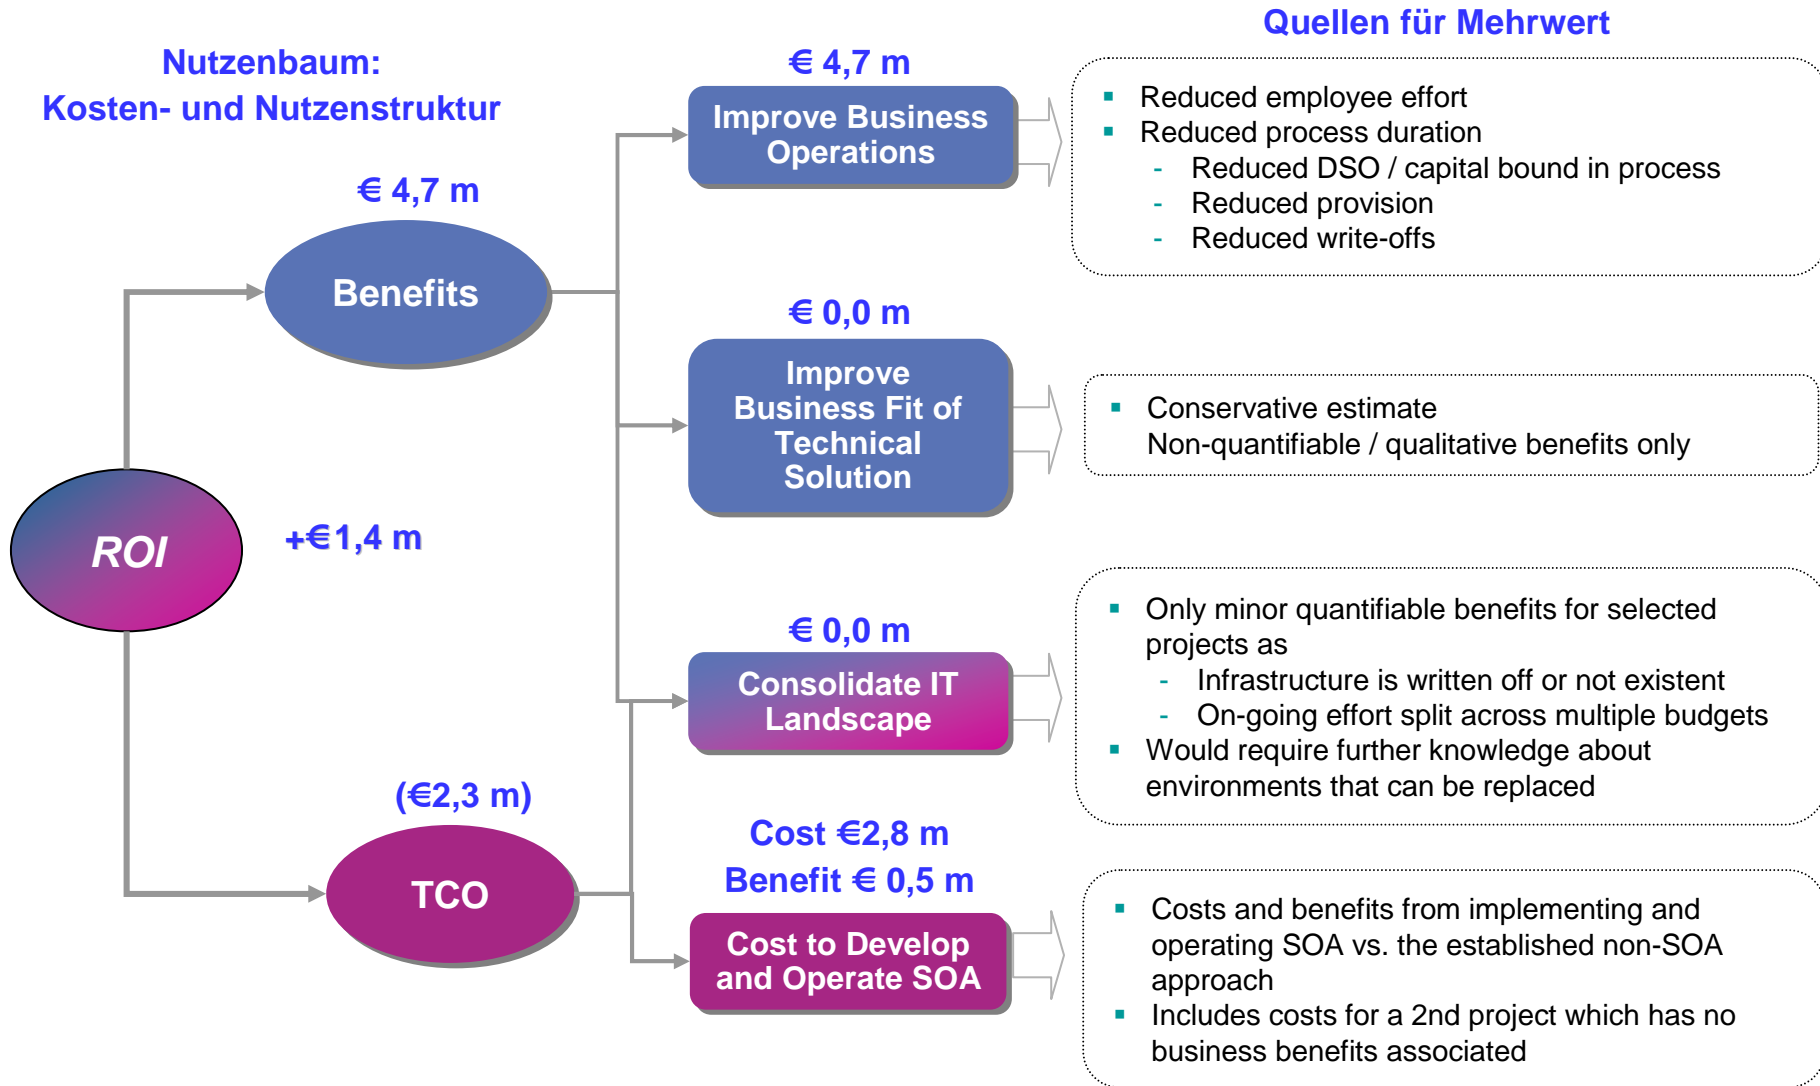 Quellen für Mehrwert
Nutzenbaum:
Kosten- und Nutzenstruktur
€ 4,7 m
Improve Business
Operations
▪ Reduced employee effort
▪ Reduced process duration
- Reduced DSO / capital bound in process
- Reduced provision
- Reduced write-offs
€ 4,7 m
Benefits
€ 0,0 m
Improve
Business Fit of
Technical
Solution
▪ Conservative estimate
Non-quantifiable / qualitative benefits only
ROI
+€1,4 m
€ 0,0 m
Consolidate IT
Landscape
▪ Only minor quantifiable benefits for selected
projects as
- Infrastructure is written off or not existent
- On-going effort split across multiple budgets
▪ Would require further knowledge about
environments that can be replaced
(€2,3 m)
TCO
Cost €2,8 m
Benefit € 0,5 m
Cost to Develop
and Operate SOA
▪ Costs and benefits from implementing and
operating SOA vs. the established non-SOA
approach
▪ Includes costs for a 2nd project which has no
business benefits associated